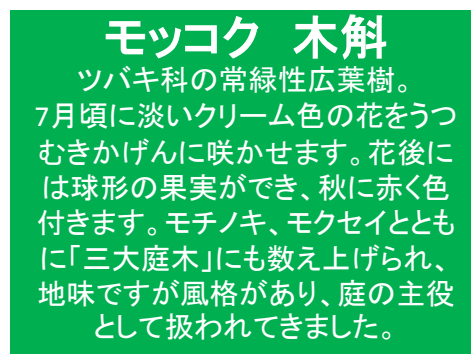 モッコク　木斛
ツバキ科の常緑性広葉樹。
7月頃に淡いクリーム色の花をうつ
むきかげんに咲かせます。花後に
は球形の果実ができ、秋に赤く色
付きます。モチノキ、モクセイととも
に「三大庭木」にも数え上げられ、
地味ですが風格があり、庭の主役
として扱われてきました。